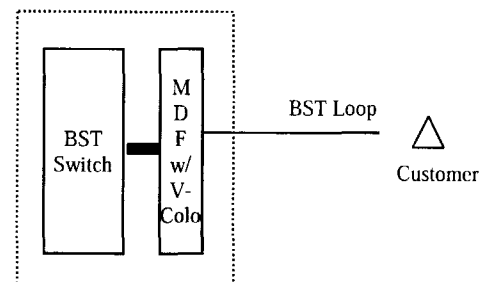 BST
Switch
M
D
F
w/
V-
Colo
BST Loop
Customer